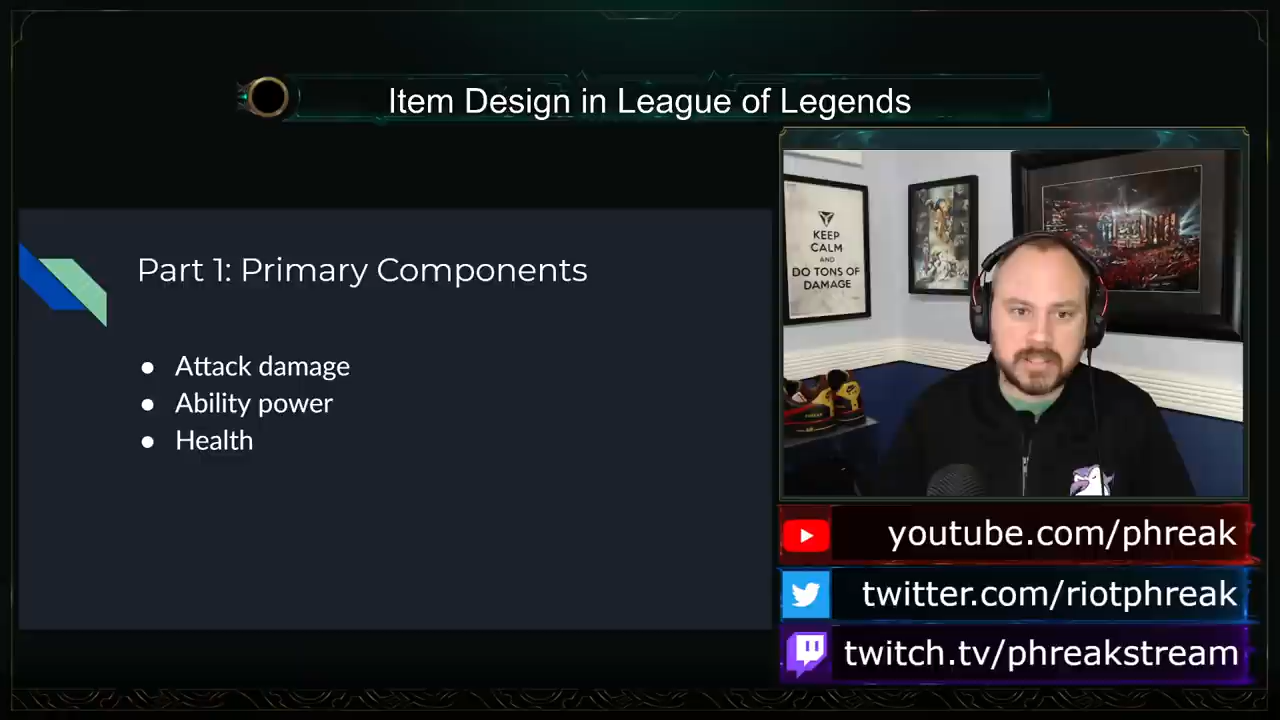 Item Design in League of Legends
Part 1: Primary Components
● Attack damage
● Ability power
● Health
KEEP
CALM
AND
DO TONS OF
DAMAGE
youtube.com/phreak
twitter.com/riotphreak
twitch.tv/phreakstream